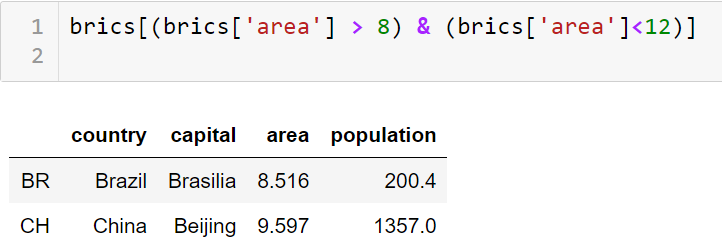 1 brics[(brics['area'] > 8) & (brics['area']<12)]
2
country capital area population
BR Brazil Brasilia 8.516 200.4
CH China Beijing 9.597 1357.0